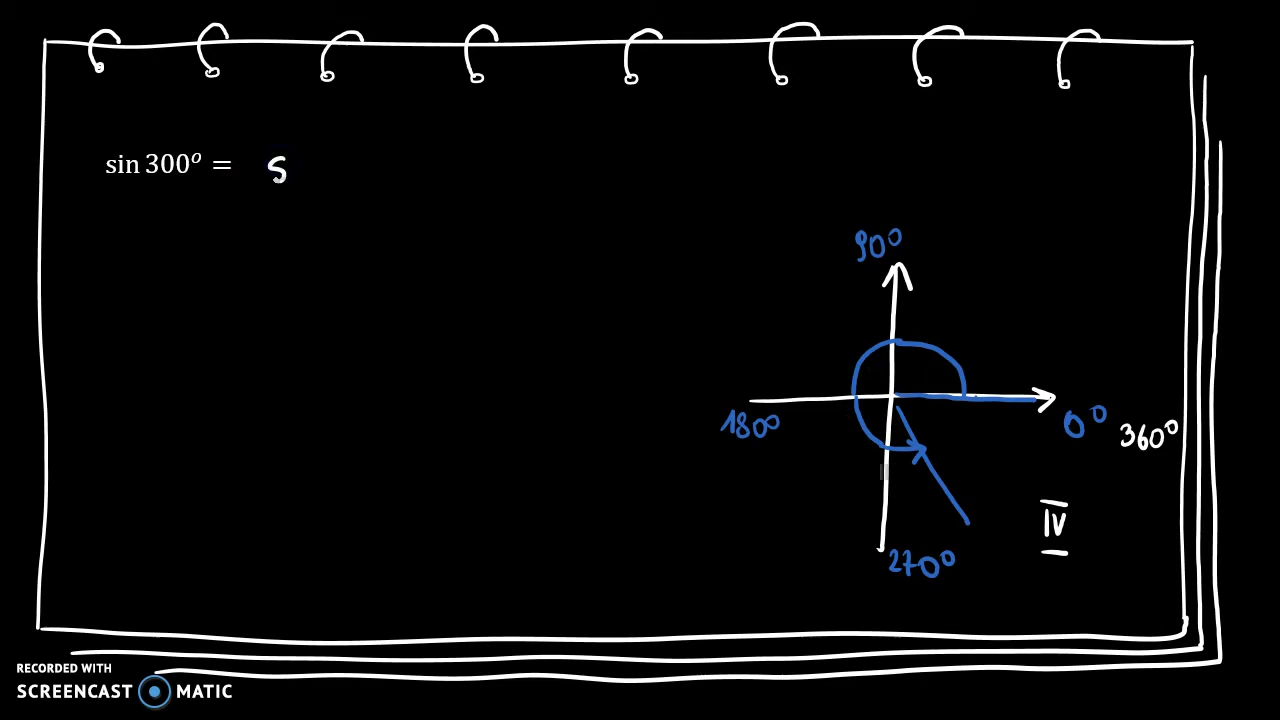 sin 300° = S
90°
180°
0°
360°
IV
270°
RECORDED WITH
SCREENCAST MATIC